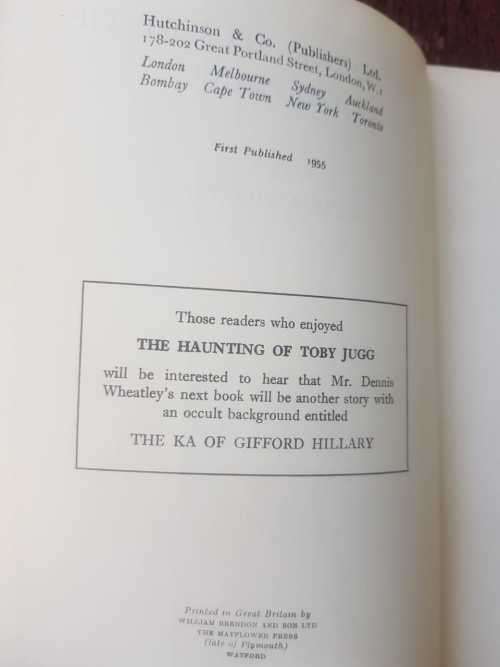 Hutchinson & Co. (Publishers) Ltd.
178-202 Great Portland Street, London, W.1
London Melbourne Sydney Auckland
Bombay Cape Town New York Toronto
First Published 1955
Those readers who enjoyed
THE HAUNTING OF TOBY JUGG
will be interested to hear that Mr. Dennis
Wheatley's next book will be another story with
an occult background entitled
THE KA OF GIFFORD HILLARY
Printed in Great Britain by
WILLIAM BRENDON AND SON LTD
THE MAYFLOWER PRESS
(late of Plymouth)
WATFORD